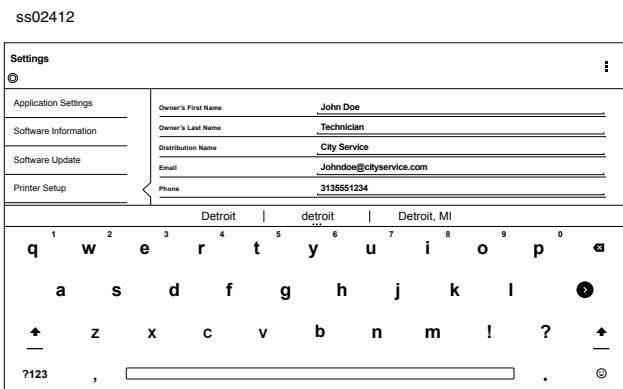 ss02412
Settings
Application Settings
Software Information
Software Update
Printer Setup
Owner's First Name John Doe
Owner's Last Name Technician
Distribution Name City Service
Email Johndoe@cityservice.com
Phone 3135551234
Detroit | detroit | Detroit, MI
1 2 3 4 5 6 7 8 9 0
q w e r t y u i o p
a s d f g h j k l
z x c v b n m ! ?
?123 , .